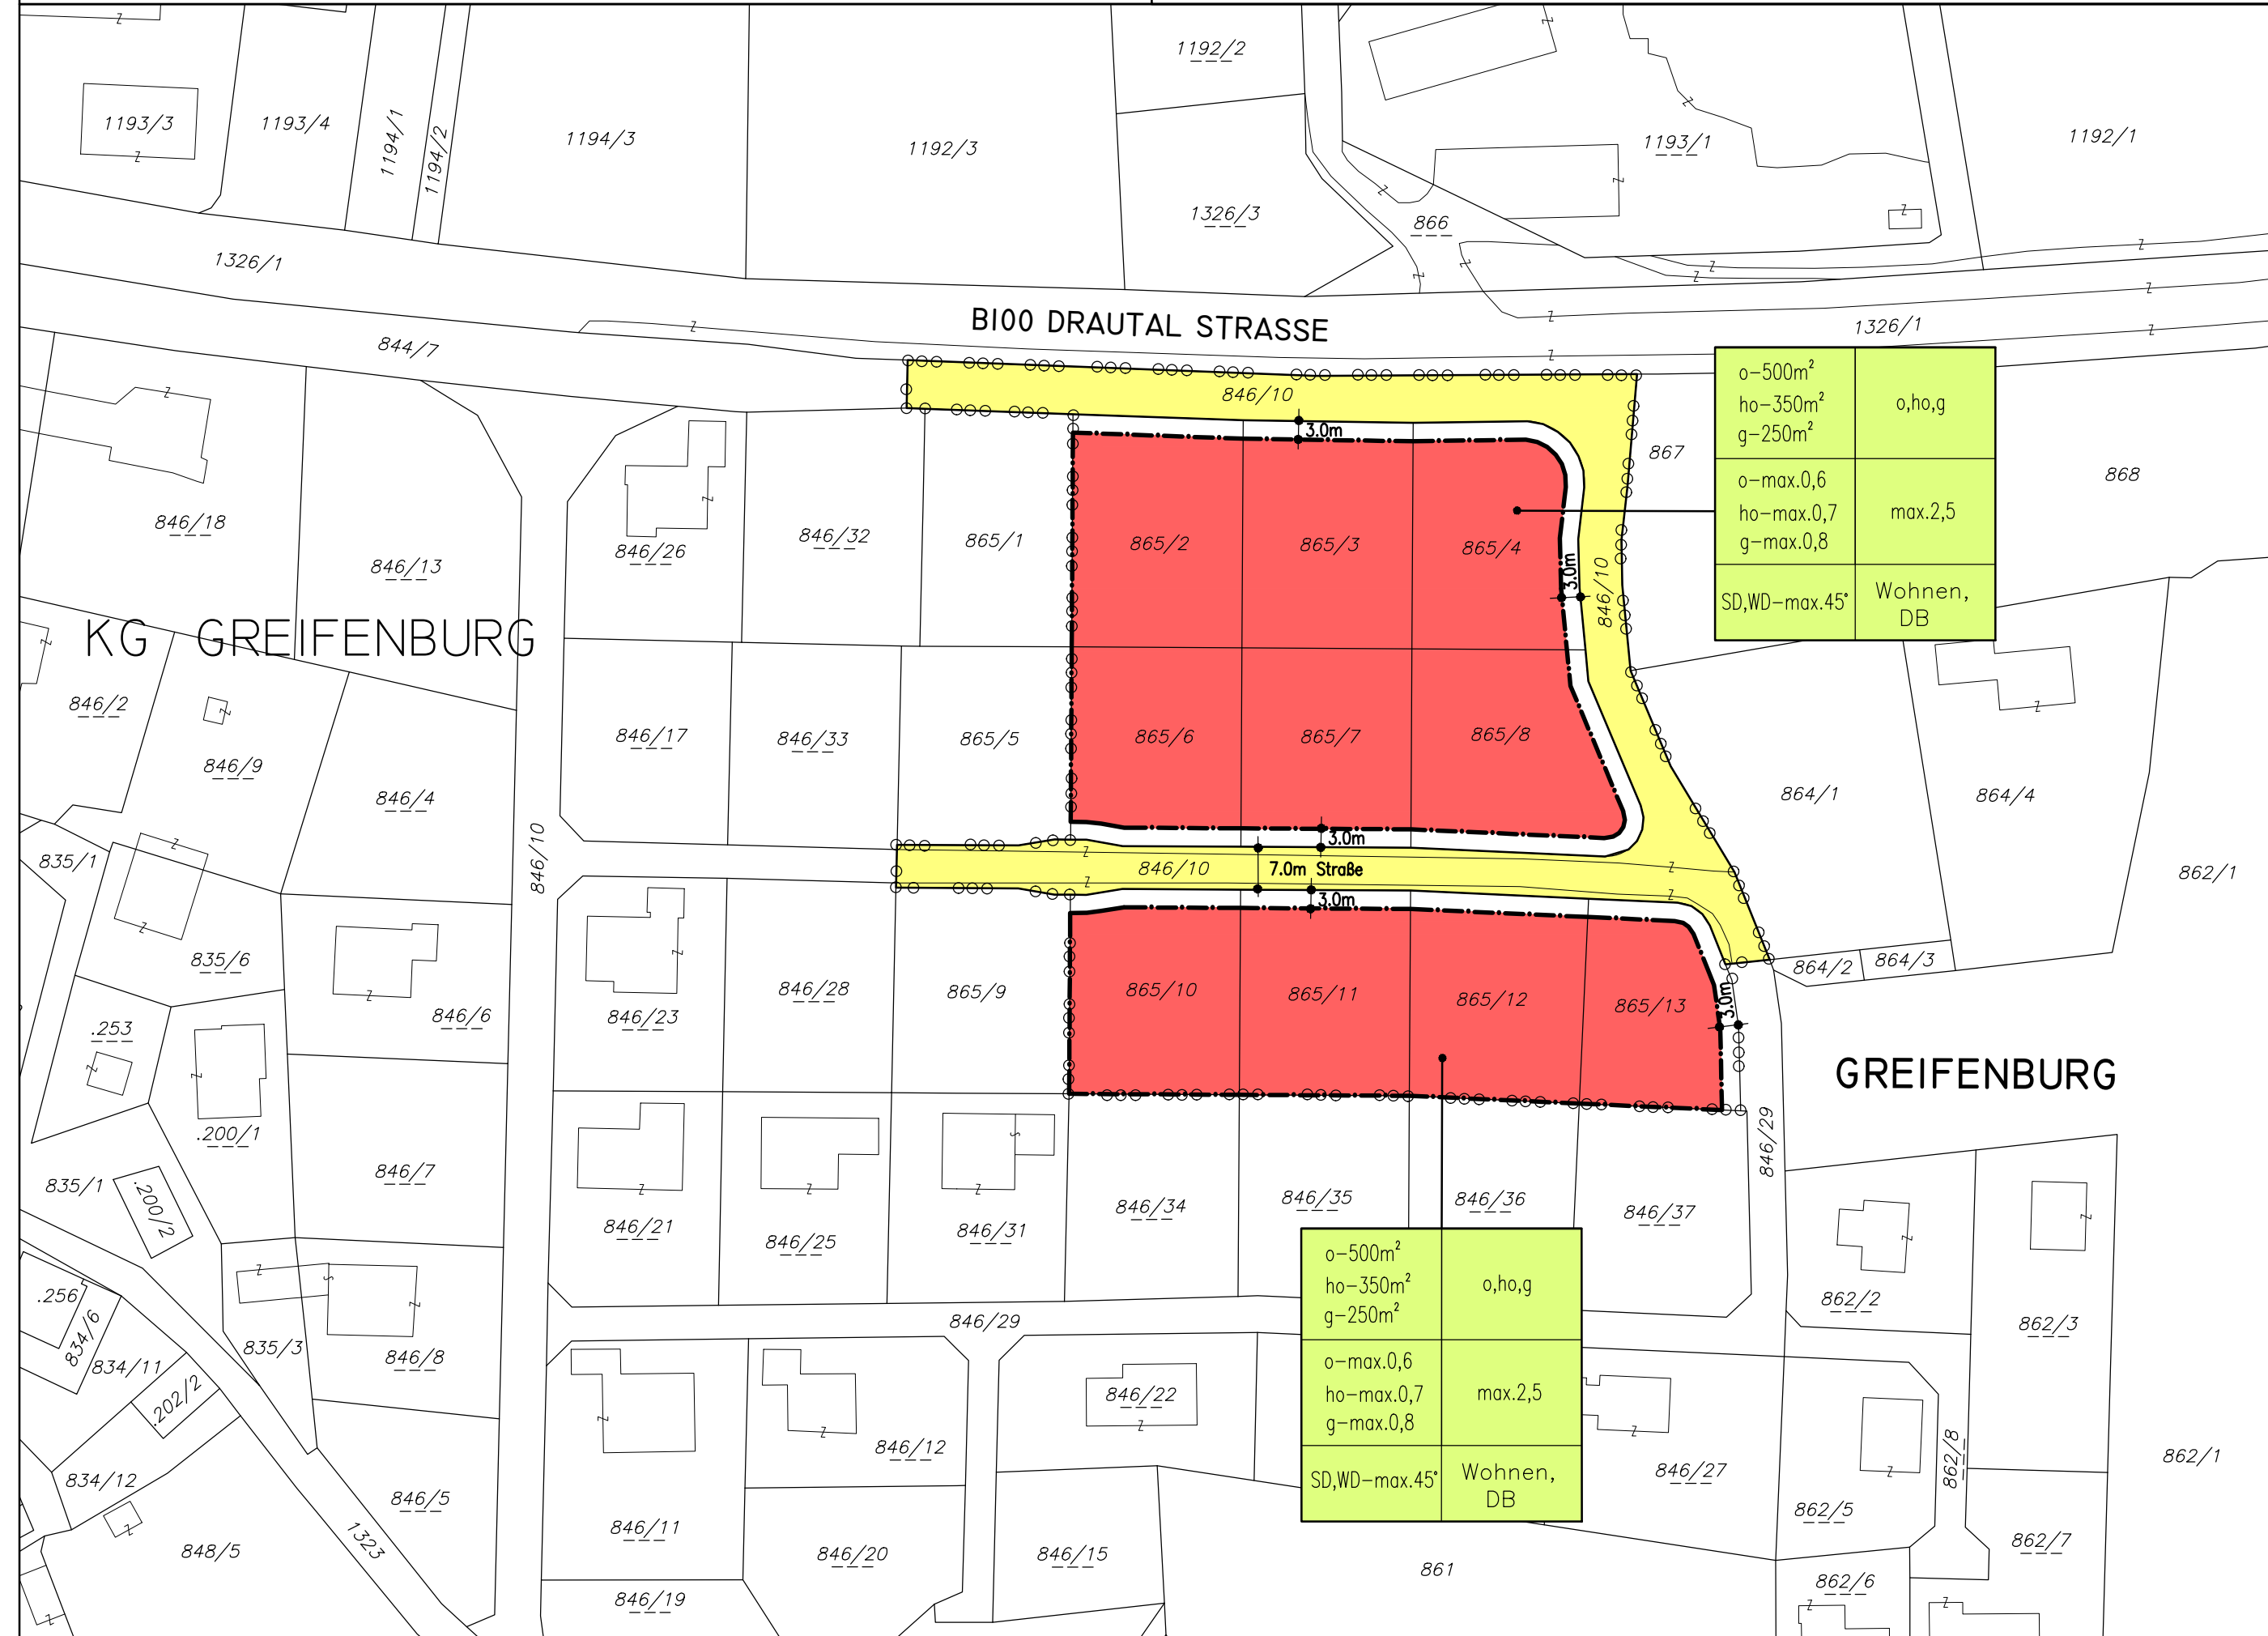 1192/2
1193/3
1193/4
1194/1
1194/2
1194/3
1192/3
1193/1
1192/1
1326/3
866
1326/1
B100 DRAUTAL STRASSE
1326/1
844/7
846/10
3.0m
867
868
o-500m²
ho-350m²
g-250m²
o,ho,g
o-max.0,6
ho-max.0,7
g-max.0,8
max.2,5
SD,WD-max.45°
Wohnen,
DB
846/18
846/13
846/26
846/32
865/1
865/2
865/3
865/4
3.0m
846/10
KG GREIFENBURG
846/2
846/9
846/4
846/17
846/33
865/5
865/6
865/7
865/8
864/1
864/4
3.0m
835/1
846/10
846/10
7.0m Straße
862/1
3.0m
835/6
846/6
846/23
846/28
865/9
865/10
865/11
865/12
865/13
3.0m
864/2
864/3
.253
GREIFENBURG
.200/1
846/7
835/1
.200/2
846/21
846/25
846/31
846/34
846/35
846/36
846/37
846/29
o-500m²
ho-350m²
g-250m²
o,ho,g
o-max.0,6
ho-max.0,7
g-max.0,8
max.2,5
SD,WD-max.45°
Wohnen,
DB
.256
834/6
834/11
835/3
846/8
846/29
862/2
862/3
.202/2
846/22
846/12
834/12
846/5
846/27
862/8
862/1
848/5
1323
846/11
846/20
846/15
861
862/5
862/7
846/19
862/6